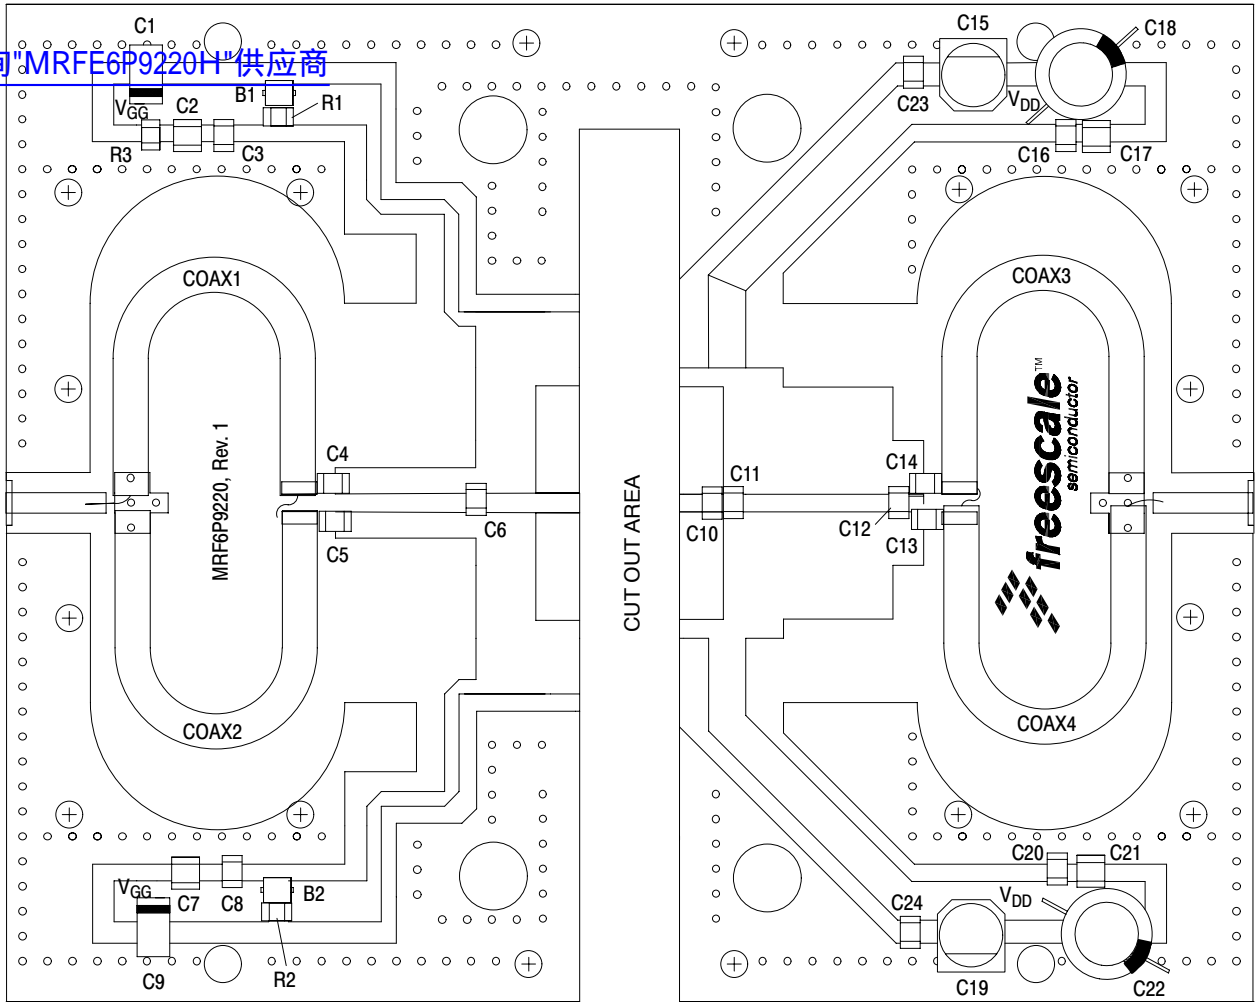 C1
询"MRFE6P9220H"供应商
B1
R1
VGG
C2
R3
C3
C15
C18
C23
VDD
C16
C17
COAX1
COAX3
MRF6P9220, Rev. 1
C4
C5
C6
CUT OUT AREA
C10
C11
C12
C14
C13
freescale™
semiconductor
COAX2
COAX4
VGG
C7
C8
B2
C9
R2
C20
C21
C24
VDD
C19
C22